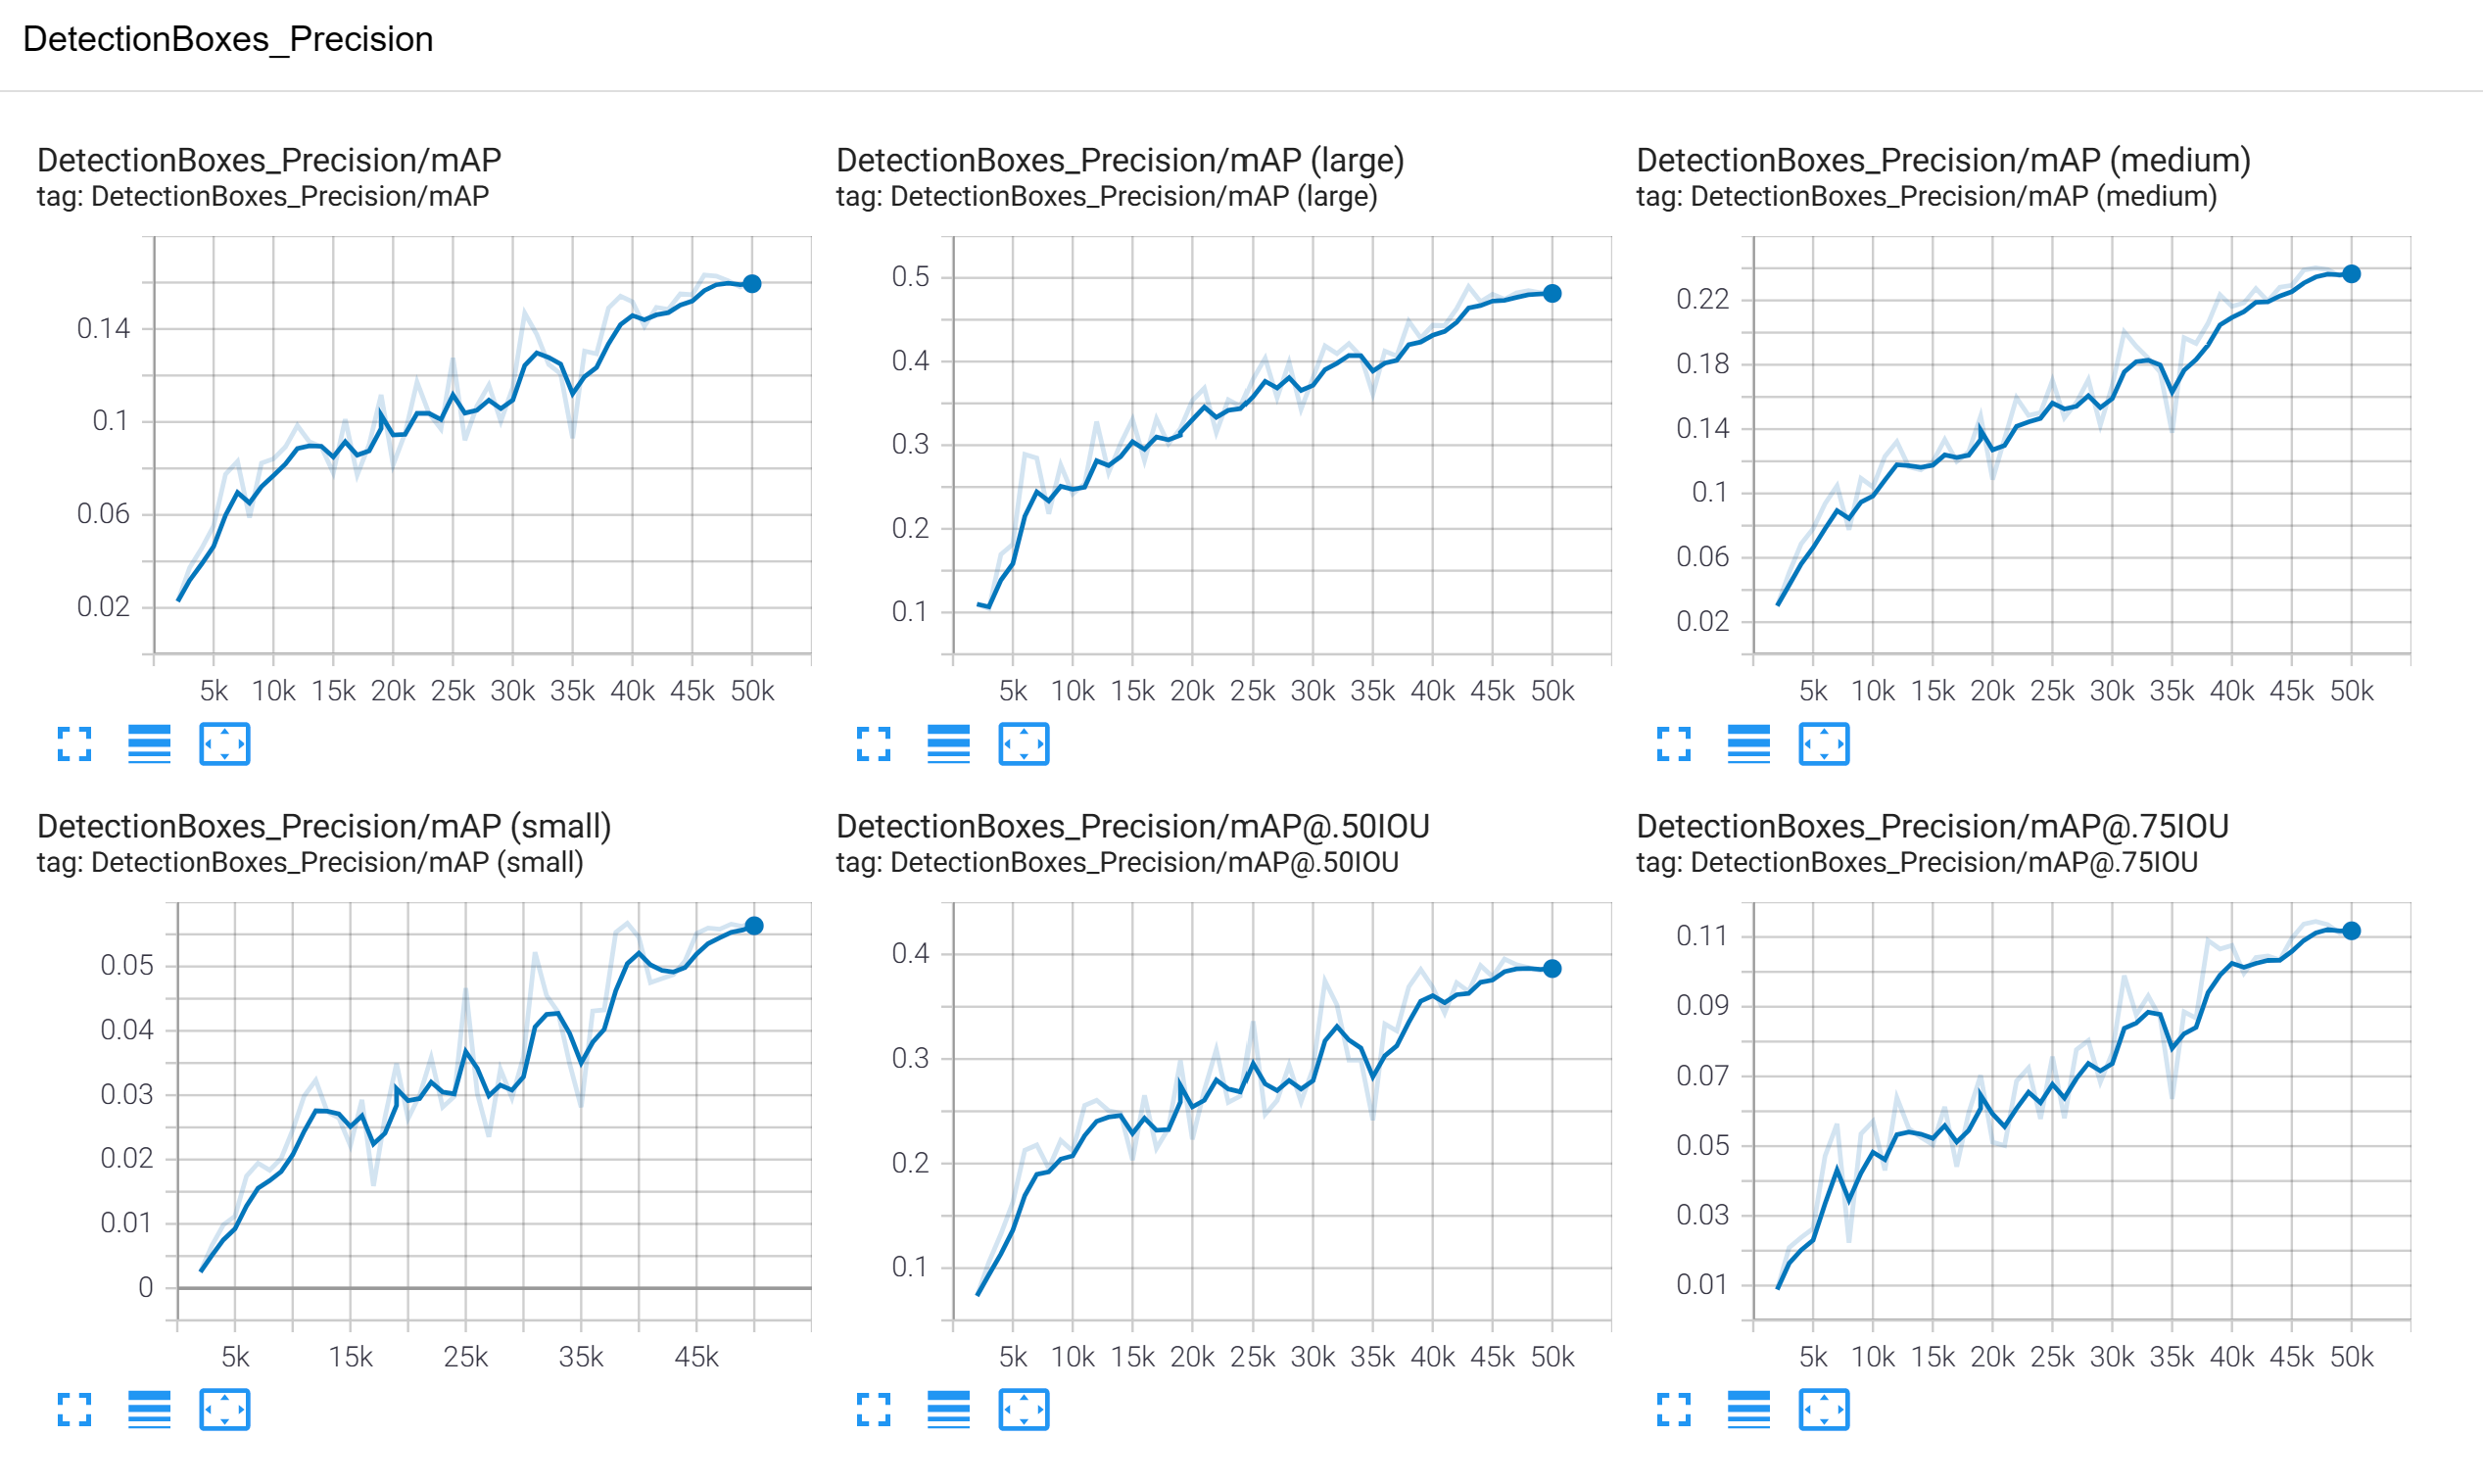 DetectionBoxes_Precision
DetectionBoxes_Precision/mAP
tag: DetectionBoxes_Precision/mAP
0.14
0.1
0.06
0.02
5k 10k 15k 20k 25k 30k 35k 40k 45k 50k
DetectionBoxes_Precision/mAP (large)
tag: DetectionBoxes_Precision/mAP (large)
0.5
0.4
0.3
0.2
0.1
5k 10k 15k 20k 25k 30k 35k 40k 45k 50k
DetectionBoxes_Precision/mAP (medium)
tag: DetectionBoxes_Precision/mAP (medium)
0.22
0.18
0.14
0.1
0.06
0.02
5k 10k 15k 20k 25k 30k 35k 40k 45k 50k
DetectionBoxes_Precision/mAP (small)
tag: DetectionBoxes_Precision/mAP (small)
0.05
0.04
0.03
0.02
0.01
0
5k 15k 25k 35k 45k
DetectionBoxes_Precision/mAP@.50IOU
tag: DetectionBoxes_Precision/mAP@.50IOU
0.4
0.3
0.2
0.1
5k 10k 15k 20k 25k 30k 35k 40k 45k 50k
DetectionBoxes_Precision/mAP@.75IOU
tag: DetectionBoxes_Precision/mAP@.75IOU
0.11
0.09
0.07
0.05
0.03
0.01
5k 10k 15k 20k 25k 30k 35k 40k 45k 50k